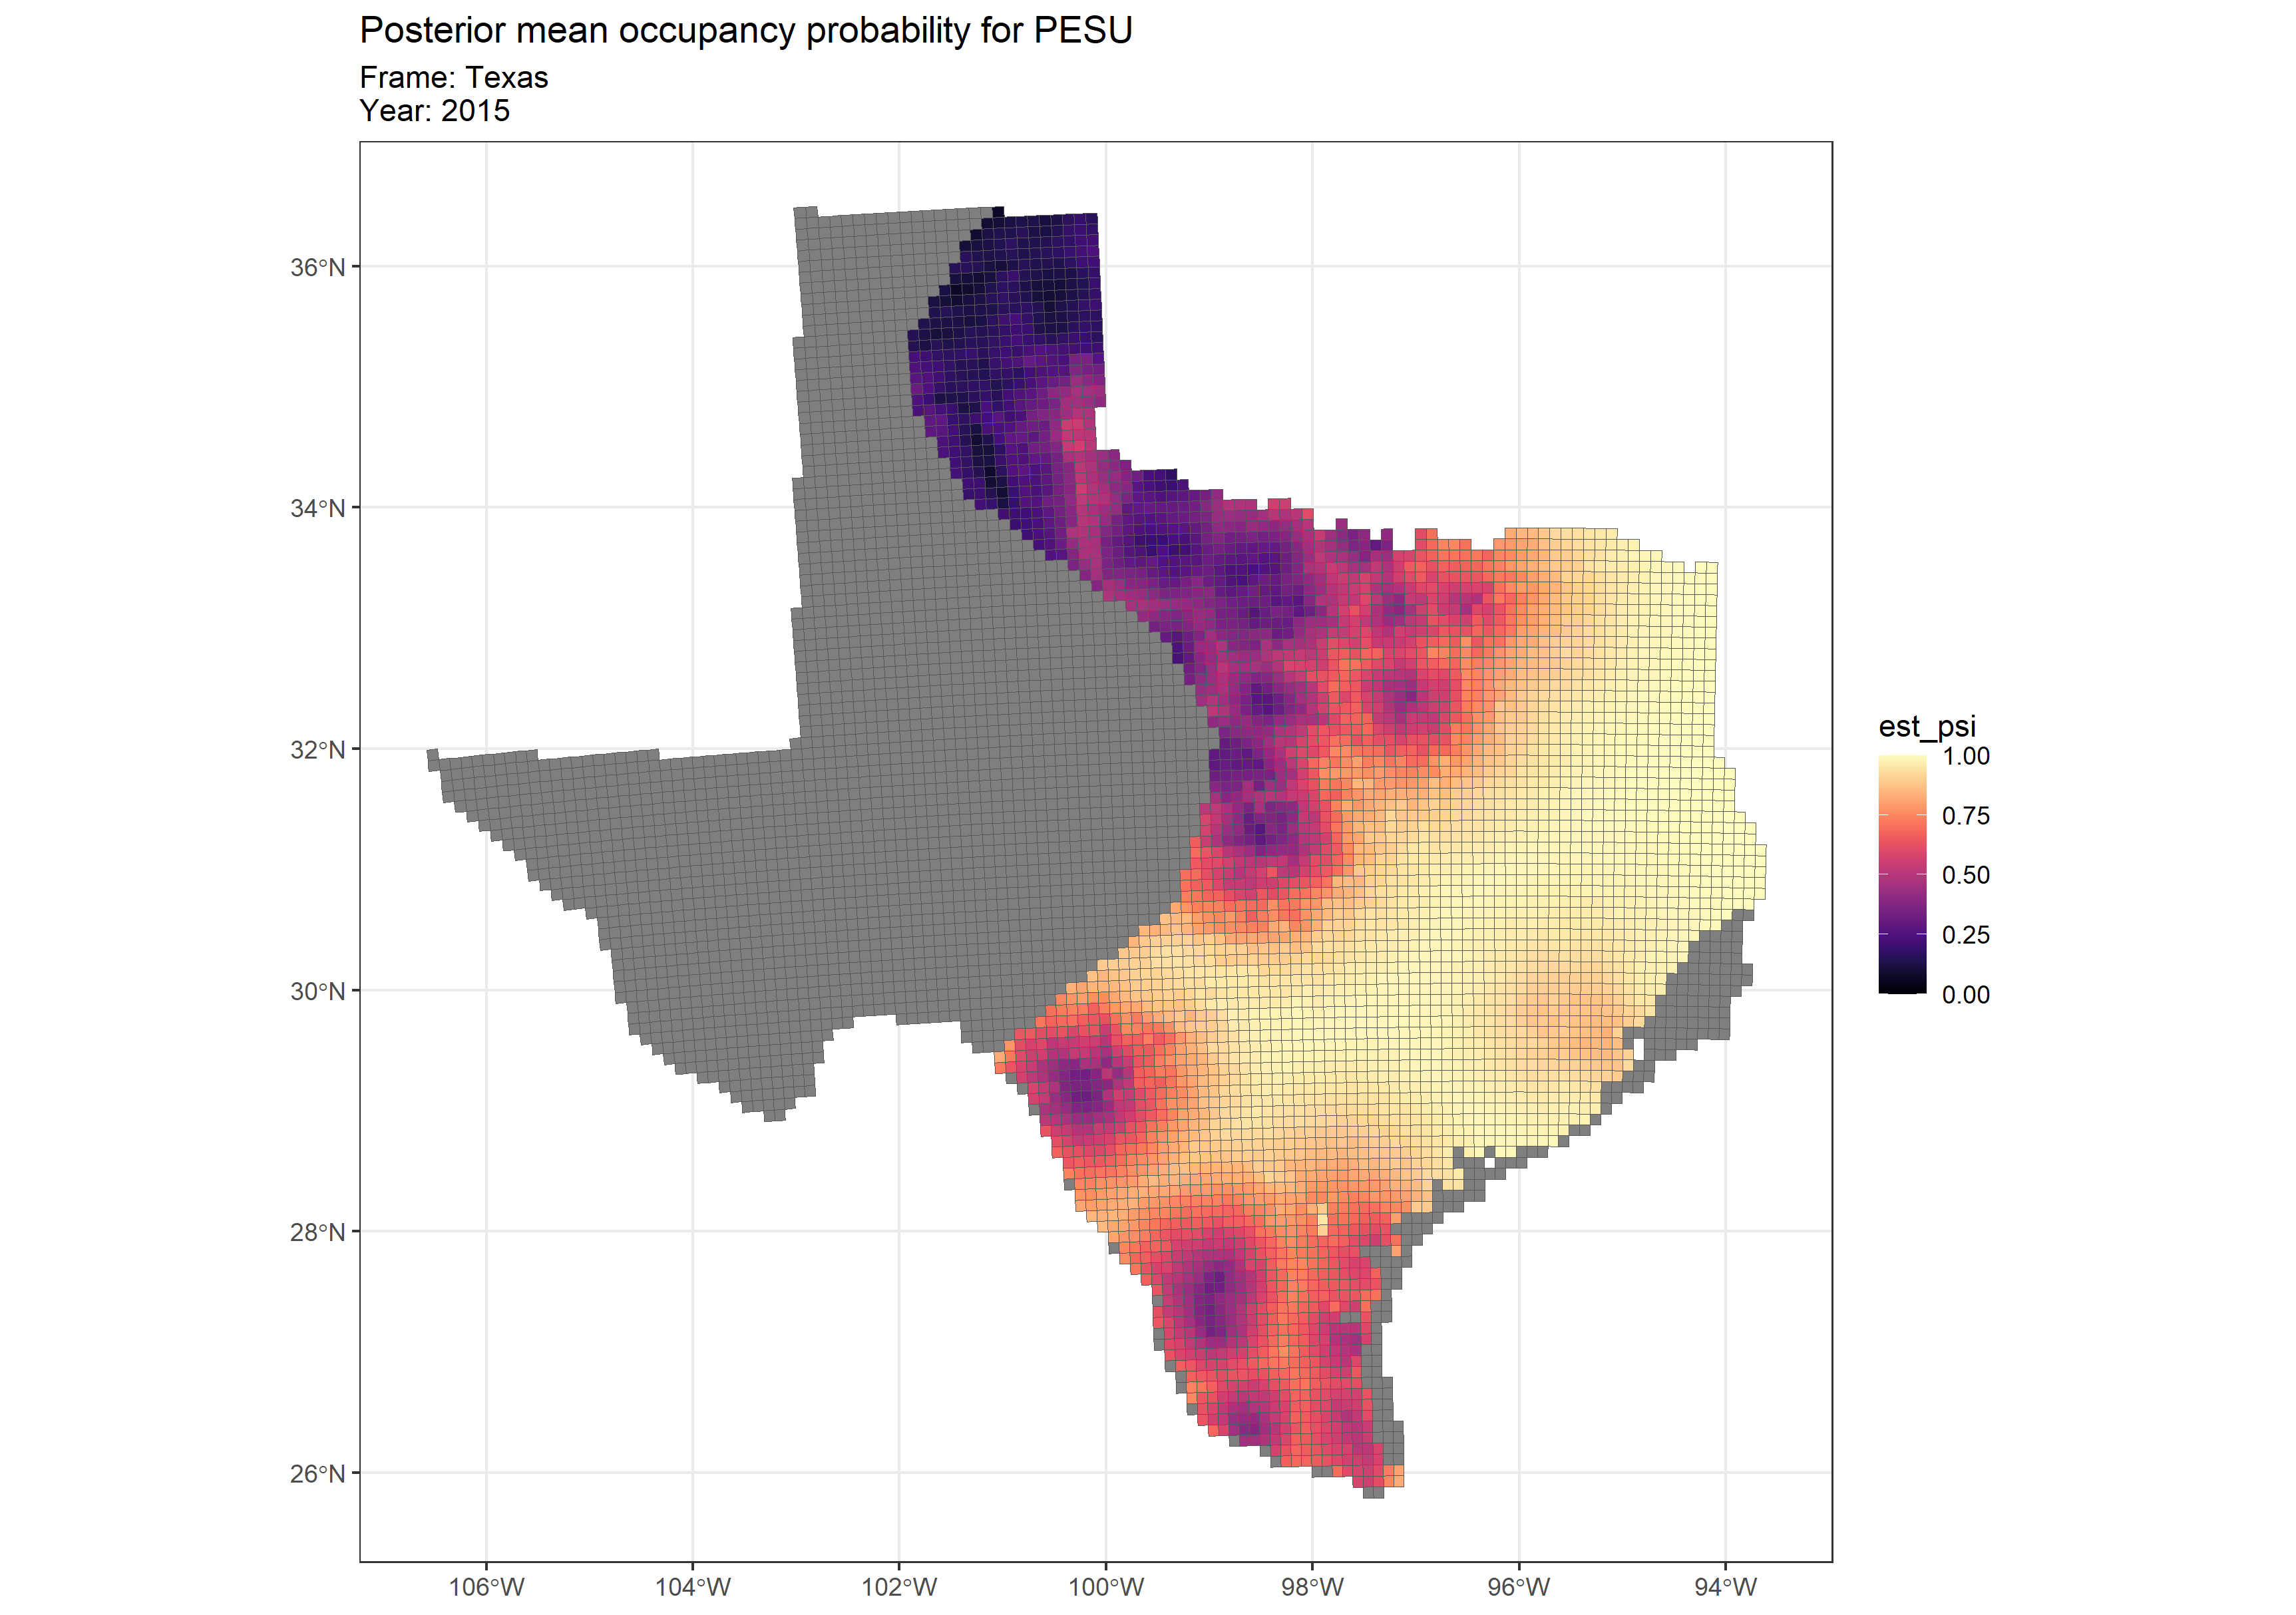 Posterior mean occupancy probability for PESU
Frame: Texas
Year: 2015
36°N
34°N
32°N
30°N
28°N
26°N
106°W
104°W
102°W
100°W
98°W
96°W
94°W
est_psi
1.00
0.75
0.50
0.25
0.00